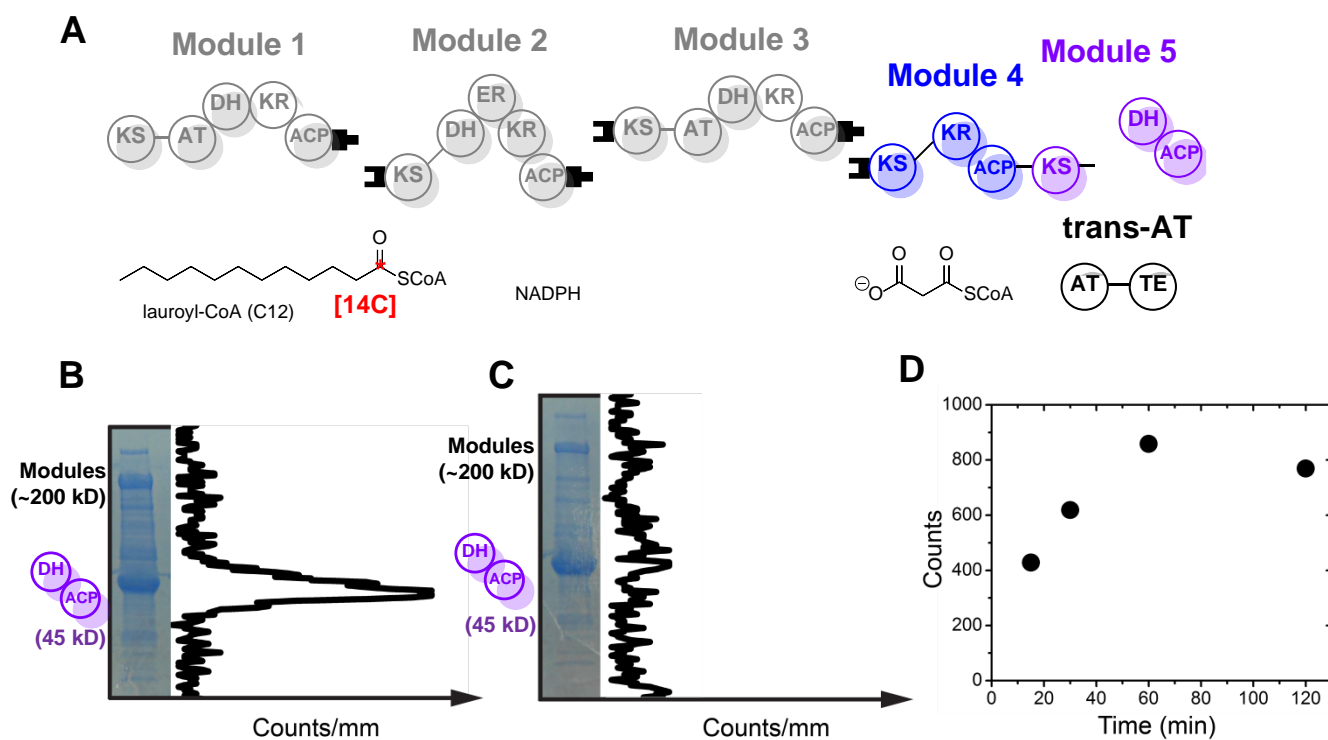 A
Module 1
Module 2
Module 3
Module 4
Module 5
KS
AT
DH
KR
ACP
KS
DH
ER
KR
ACP
KS
AT
DH
KR
ACP
KS
KR
ACP
KS
DH
ACP
O
SCoA
lauroyl-CoA (C12)
[14C]
NADPH
O
O
⊖O
SCoA
trans-AT
AT
TE
B
Modules
(~200 kD)
DH
ACP
(45 kD)
Counts/mm
C
Modules
(~200 kD)
DH
ACP
(45 kD)
Counts/mm
D
1000
800
600
400
200
0
Counts
0 20 40 60 80 100 120
Time (min)